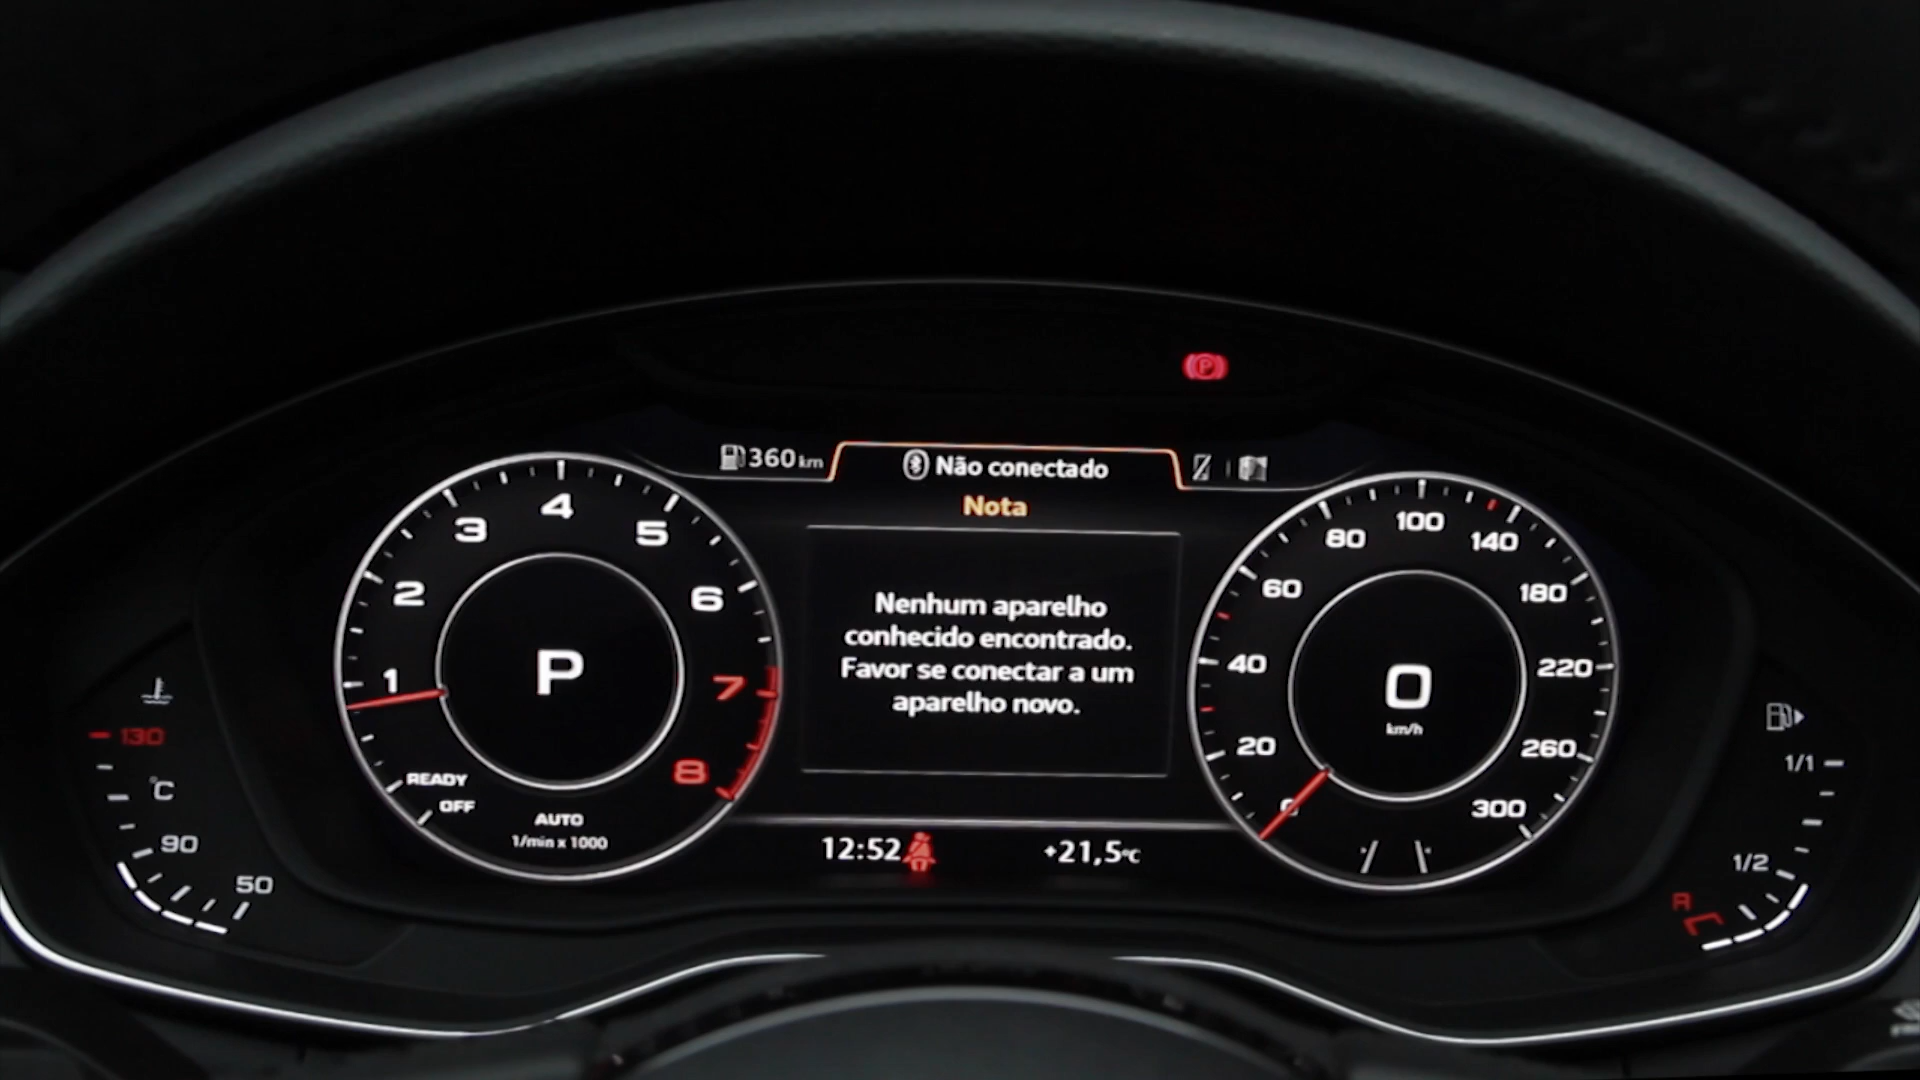 360 km
Não conectado
Nota
Nenhum aparelho
conhecido encontrado.
Favor se conectar a um
aparelho novo.
12:52
+21,5°C
1
2
3
4
5
6
7
8
P
READY
OFF
AUTO
1/min x 1000
20
40
60
80
100
140
180
220
260
300
0
km/h
130
°C
90
50
1/1
1/2
R
P